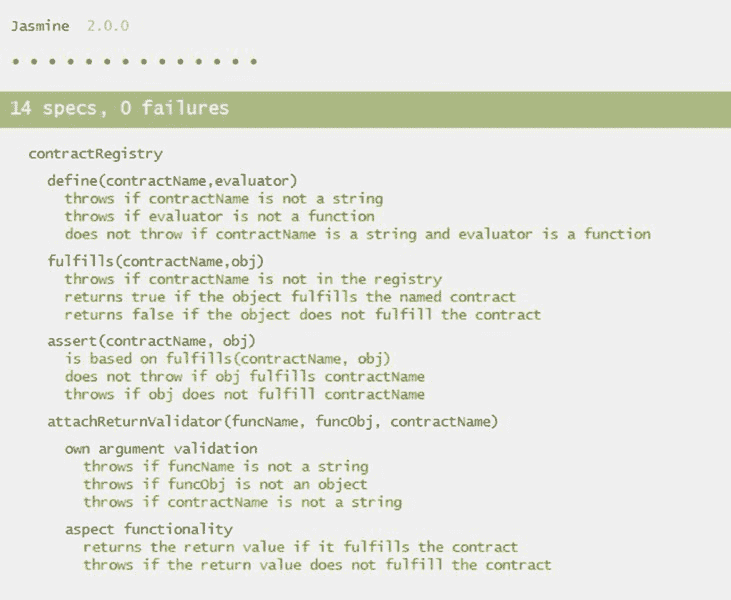 Jasmine 2.0.0
• • • • • • • • • • • • • •
14 specs, 0 failures
contractRegistry
define(contractName,evaluator)
throws if contractName is not a string
throws if evaluator is not a function
does not throw if contractName is a string and evaluator is a function
fulfills(contractName,obj)
throws if contractName is not in the registry
returns true if the object fulfills the named contract
returns false if the object does not fulfill the contract
assert(contractName, obj)
is based on fulfills(contractName, obj)
does not throw if obj fulfills contractName
throws if obj does not fulfill contractName
attachReturnValidator(funcName, funcObj, contractName)
own argument validation
throws if funcName is not a string
throws if funcObj is not an object
throws if contractName is not a string
aspect functionality
returns the return value if it fulfills the contract
throws if the return value does not fulfill the contract